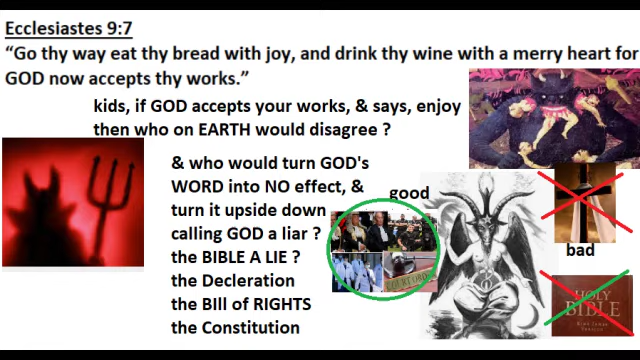 Ecclesiastes 9:7
“Go thy way eat thy bread with joy, and drink thy wine with a merry heart for
GOD now accepts thy works.”
kids, if GOD accepts your works, & says, enjoy
then who on EARTH would disagree ?
& who would turn GOD's
WORD into NO effect, &
turn it upside down
calling GOD a liar ?
the BIBLE A LIE ?
the Decleration
the BIll of RIGHTS
the Constitution
good
bad
HOLY
BIBLE